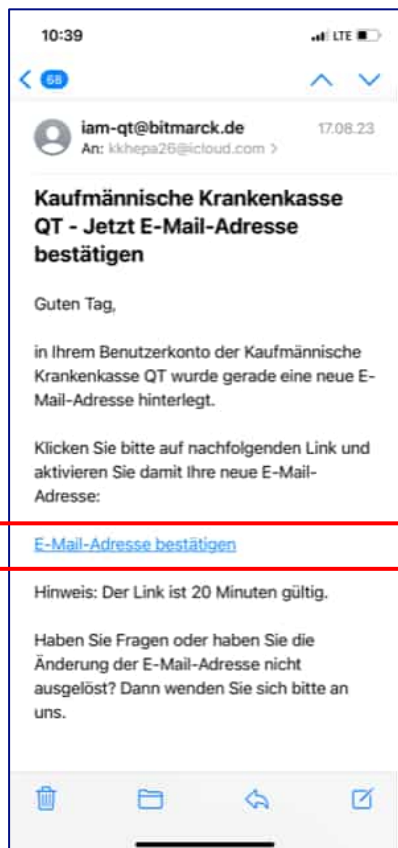 10:39
LTE
68
iam-qt@bitmarck.de
17.08.23
An: kkhepa26@icloud.com >
Kaufmännische Krankenkasse
QT - Jetzt E-Mail-Adresse
bestätigen
Guten Tag,
in Ihrem Benutzerkonto der Kaufmännische
Krankenkasse QT wurde gerade eine neue E-
Mail-Adresse hinterlegt.
Klicken Sie bitte auf nachfolgenden Link und
aktivieren Sie damit Ihre neue E-Mail-
Adresse:
E-Mail-Adresse bestätigen
Hinweis: Der Link ist 20 Minuten gültig.
Haben Sie Fragen oder haben Sie die
Änderung der E-Mail-Adresse nicht
ausgelöst? Dann wenden Sie sich bitte an
uns.